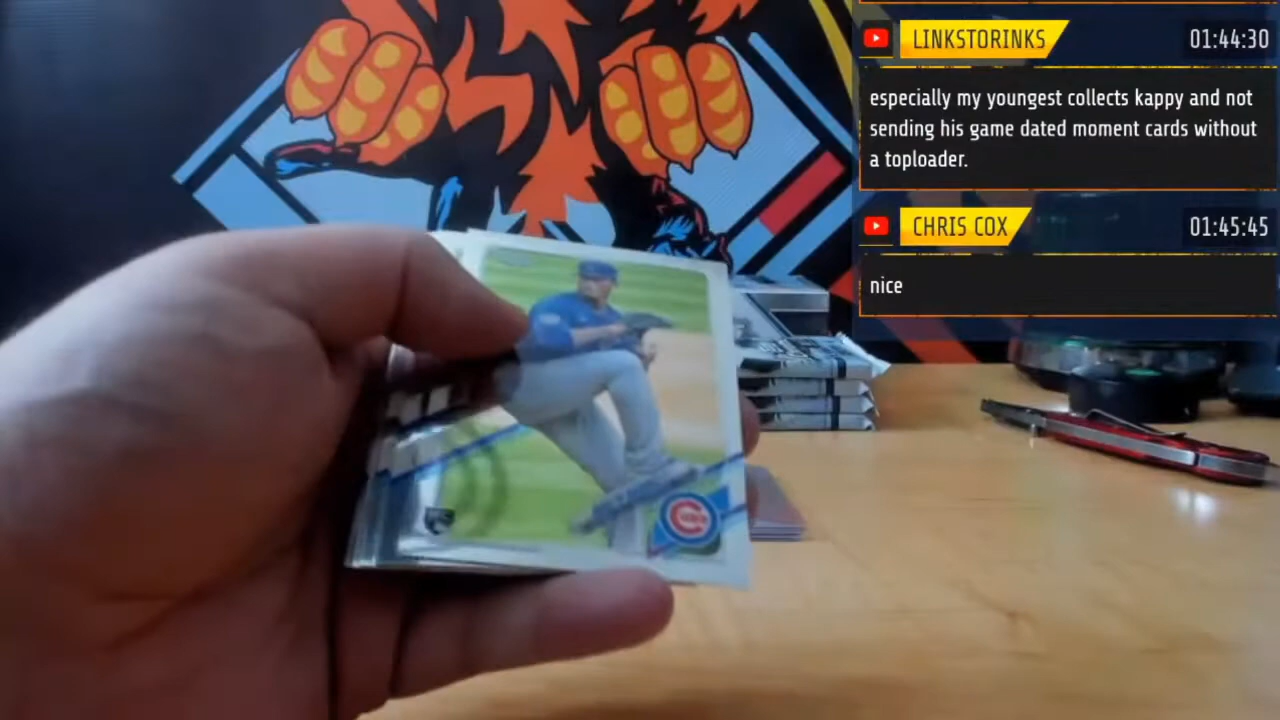 LINKSTORINKS
01:44:30
especially my youngest collects kappy and not
sending his game dated moment cards without
a toploader.
CHRIS COX
01:45:45
nice